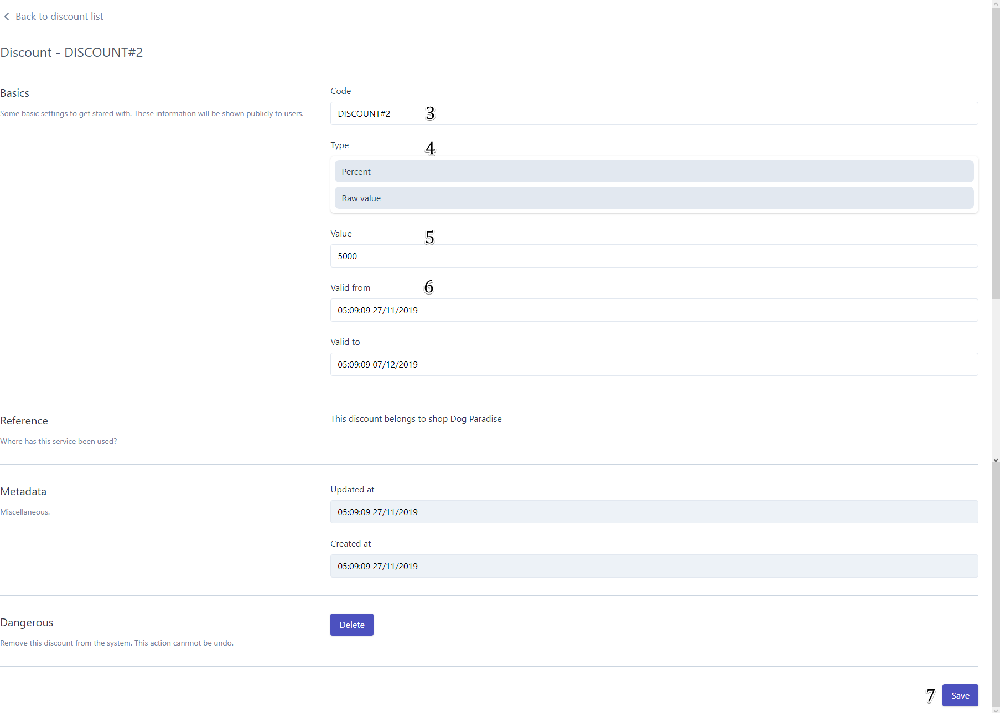 Back to discount list
Discount - DISCOUNT#2
Basics
Some basic settings to get stared with. These information will be shown publicly to users.
Code
DISCOUNT#2 3
Type 4
Percent
Raw value
Value 5
5000
Valid from 6
05:09:09 27/11/2019
Valid to
05:09:09 07/12/2019
Reference
Where has this service been used?
This discount belongs to shop Dog Paradise
Metadata
Miscellaneous.
Updated at
05:09:09 27/11/2019
Created at
05:09:09 27/11/2019
Dangerous
Remove this discount from the system. This action cannnot be undo.
Delete
7 Save